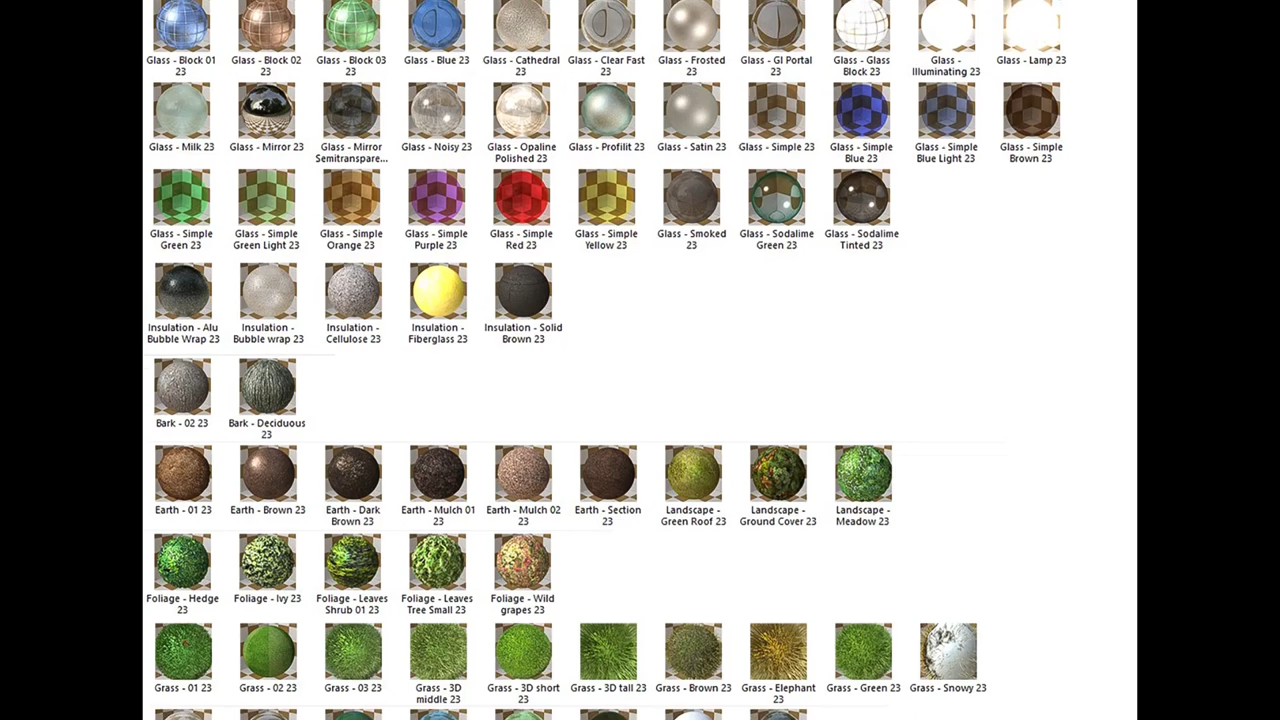 Glass - Block 01 23
Glass - Block 02 23
Glass - Block 03 23
Glass - Blue 23
Glass - Cathedral 23
Glass - Clear Fast 23
Glass - Frosted 23
Glass - GI Portal 23
Glass - Glass Block 23
Glass - Illuminating 23
Glass - Lamp 23
Glass - Milk 23
Glass - Mirror 23
Glass - Mirror Semitranspare...
Glass - Noisy 23
Glass - Opaline Polished 23
Glass - Profilit 23
Glass - Satin 23
Glass - Simple 23
Glass - Simple Blue 23
Glass - Simple Blue Light 23
Glass - Simple Brown 23
Glass - Simple Green 23
Glass - Simple Green Light 23
Glass - Simple Orange 23
Glass - Simple Purple 23
Glass - Simple Red 23
Glass - Simple Yellow 23
Glass - Smoked 23
Glass - Sodalime Green 23
Glass - Sodalime Tinted 23
Insulation - Alu Bubble Wrap 23
Insulation - Bubble wrap 23
Insulation - Cellulose 23
Insulation - Fiberglass 23
Insulation - Solid Brown 23
Bark - 02 23
Bark - Deciduous 23
Earth - 01 23
Earth - Brown 23
Earth - Dark Brown 23
Earth - Mulch 01 23
Earth - Mulch 02 23
Earth - Section 23
Landscape - Green Roof 23
Landscape - Ground Cover 23
Landscape - Meadow 23
Foliage - Hedge 23
Foliage - Ivy 23
Foliage - Leaves Shrub 01 23
Foliage - Leaves Tree Small 23
Foliage - Wild grapes 23
Grass - 01 23
Grass - 02 23
Grass - 03 23
Grass - 3D middle 23
Grass - 3D short 23
Grass - 3D tall 23
Grass - Brown 23
Grass - Elephant 23
Grass - Green 23
Grass - Snowy 23